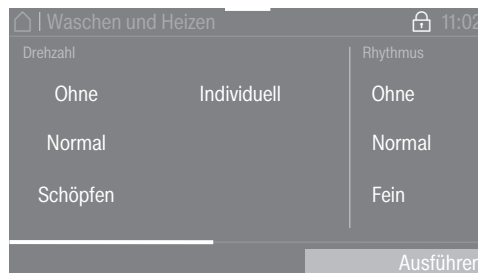 | Waschen und Heizen 11:02
Drehzahl Rhythmus
Ohne Individuell Ohne
Normal Normal
Schöpfen Fein
Ausführen